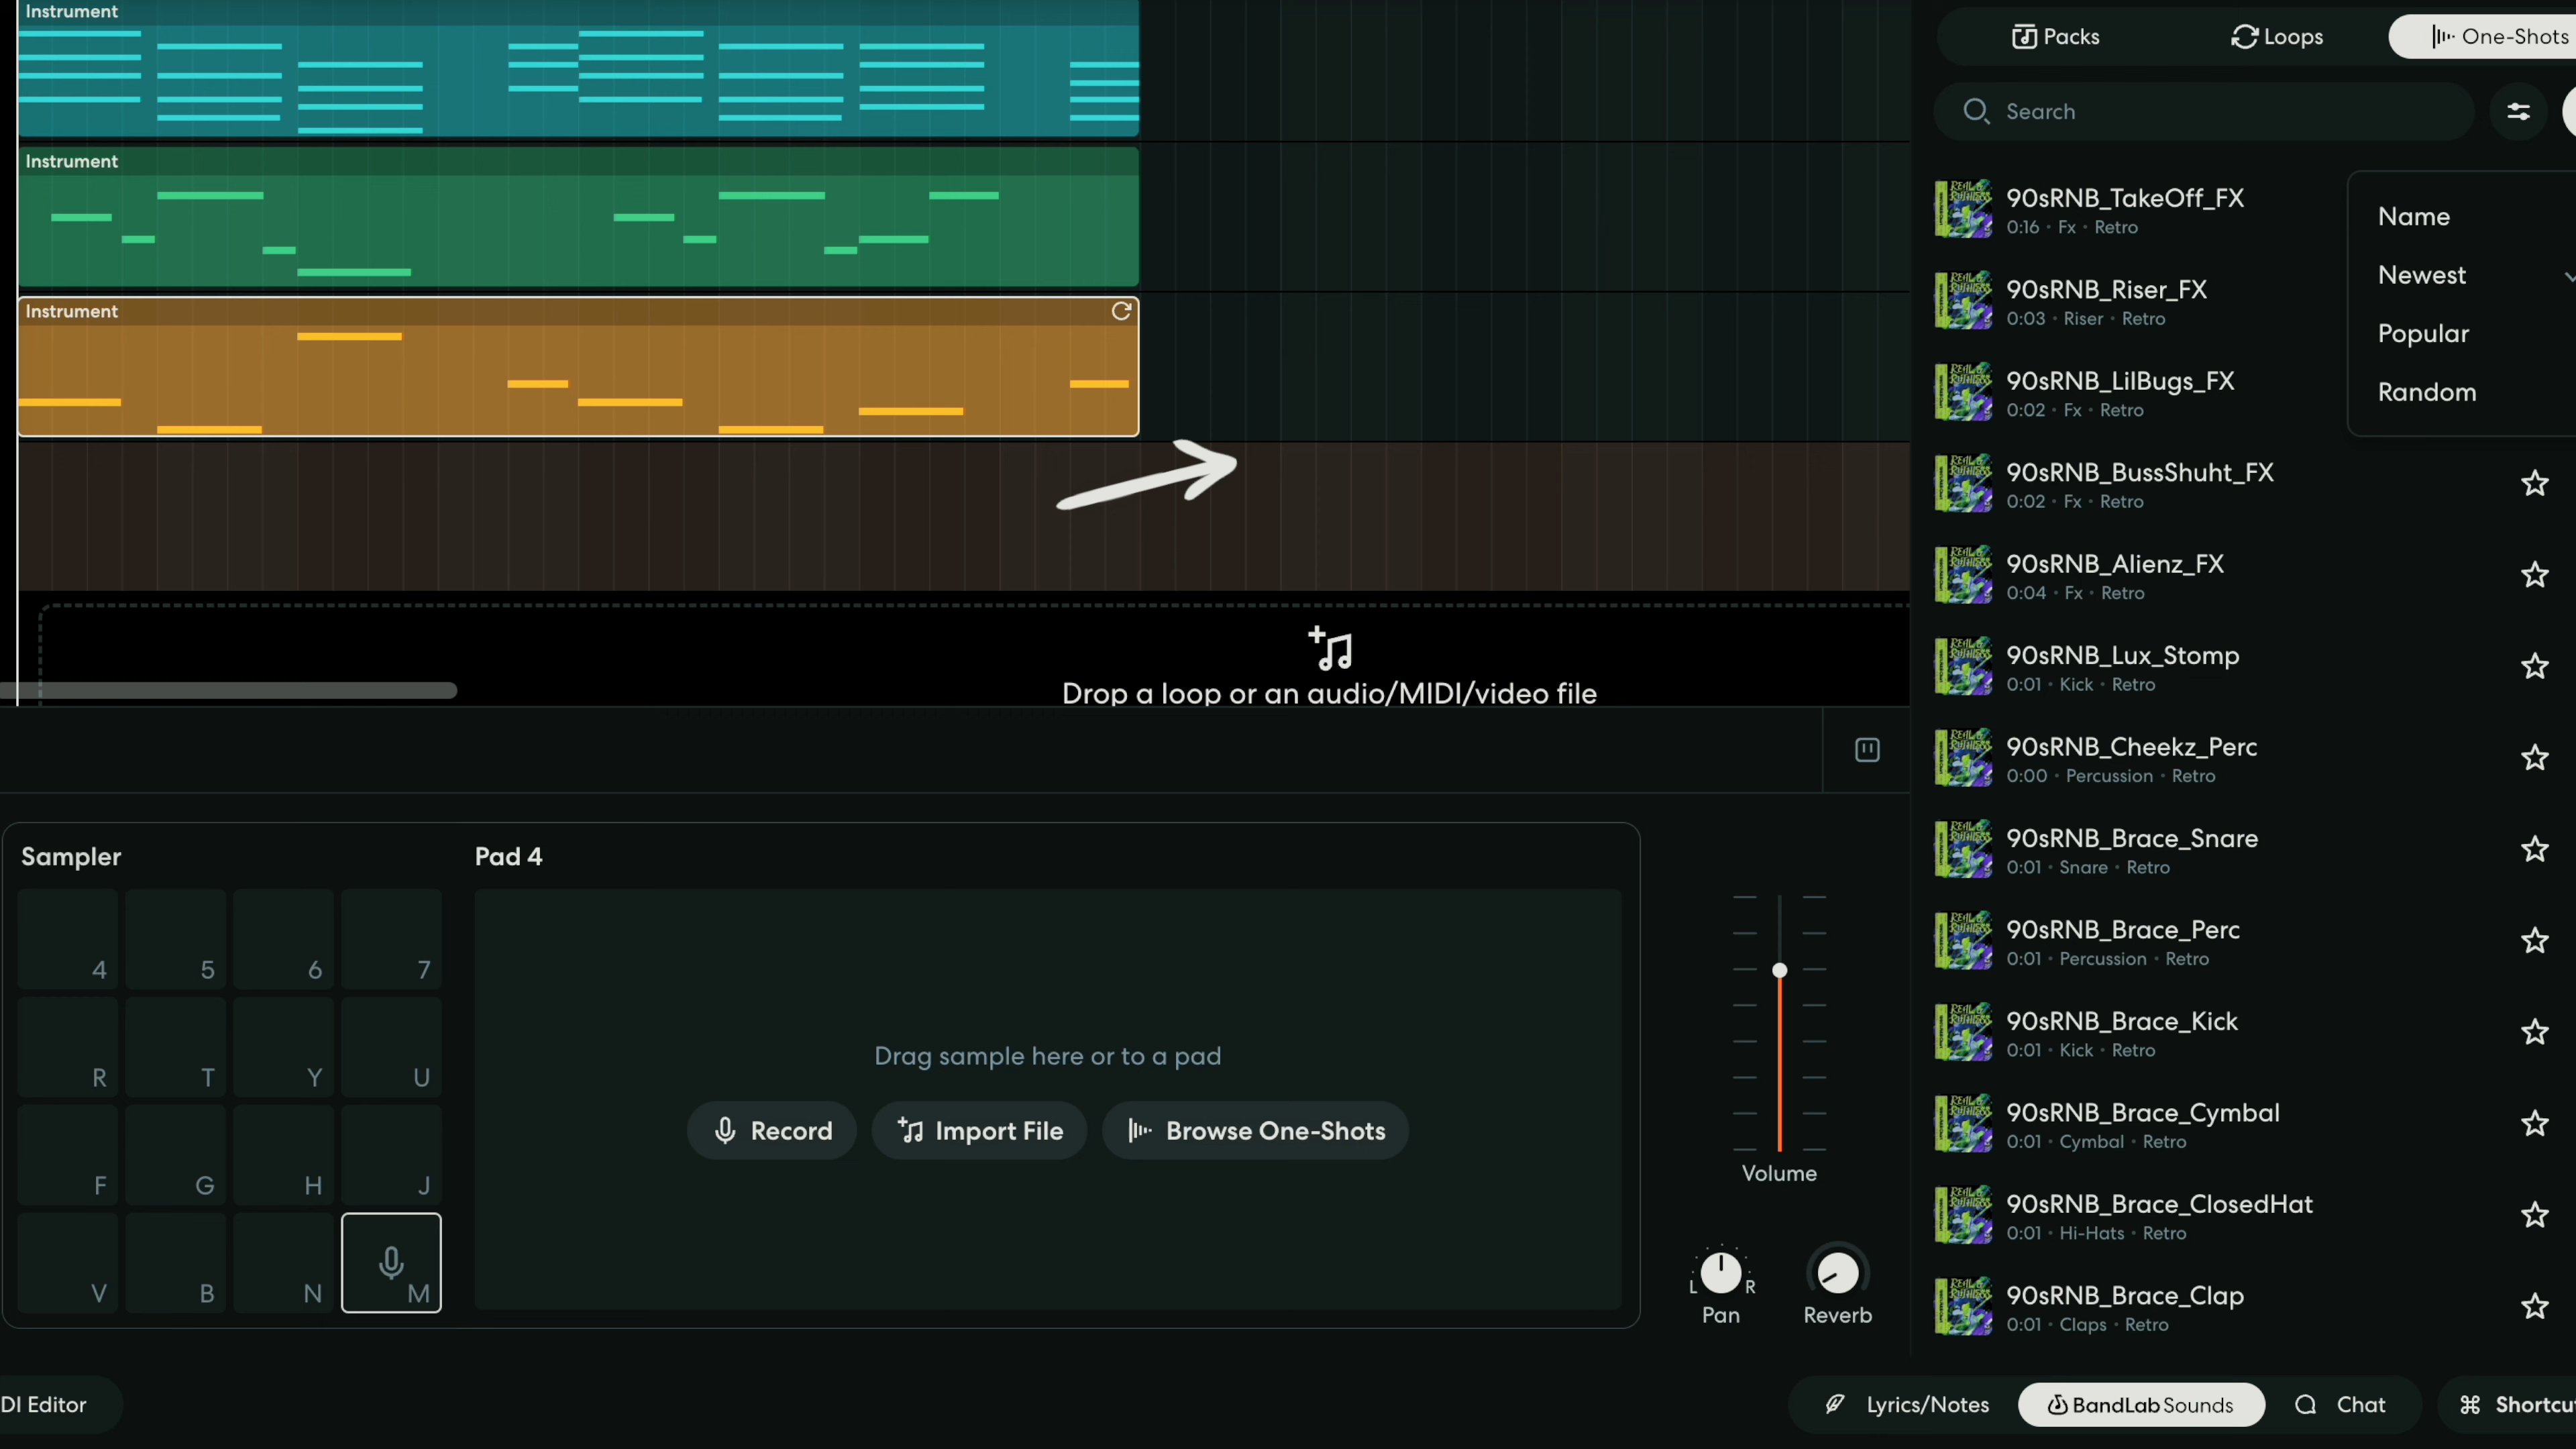 Instrument
Instrument
Instrument
Drop a loop or an audio/MIDI/video file
Packs
Loops
One-Shots
Search
Name
Newest
Popular
Random
90sRNB_TakeOff_FX
0:16 · Fx · Retro
90sRNB_Riser_FX
0:03 · Riser · Retro
90sRNB_LilBugs_FX
0:02 · Fx · Retro
90sRNB_BussShuht_FX
0:02 · Fx · Retro
90sRNB_Alienz_FX
0:04 · Fx · Retro
90sRNB_Lux_Stomp
0:01 · Kick · Retro
90sRNB_Cheekz_Perc
0:00 · Percussion · Retro
90sRNB_Brace_Snare
0:01 · Snare · Retro
90sRNB_Brace_Perc
0:01 · Percussion · Retro
90sRNB_Brace_Kick
0:01 · Kick · Retro
90sRNB_Brace_Cymbal
0:01 · Cymbal · Retro
90sRNB_Brace_ClosedHat
0:01 · Hi-Hats · Retro
90sRNB_Brace_Clap
0:01 · Claps · Retro
Sampler
4 5 6 7
R T Y U
F G H J
V B N M
Pad 4
Drag sample here or to a pad
Record
Import File
Browse One-Shots
Volume
L R
Pan
Reverb
DI Editor
Lyrics/Notes
BandLab Sounds
Chat
Shortcu